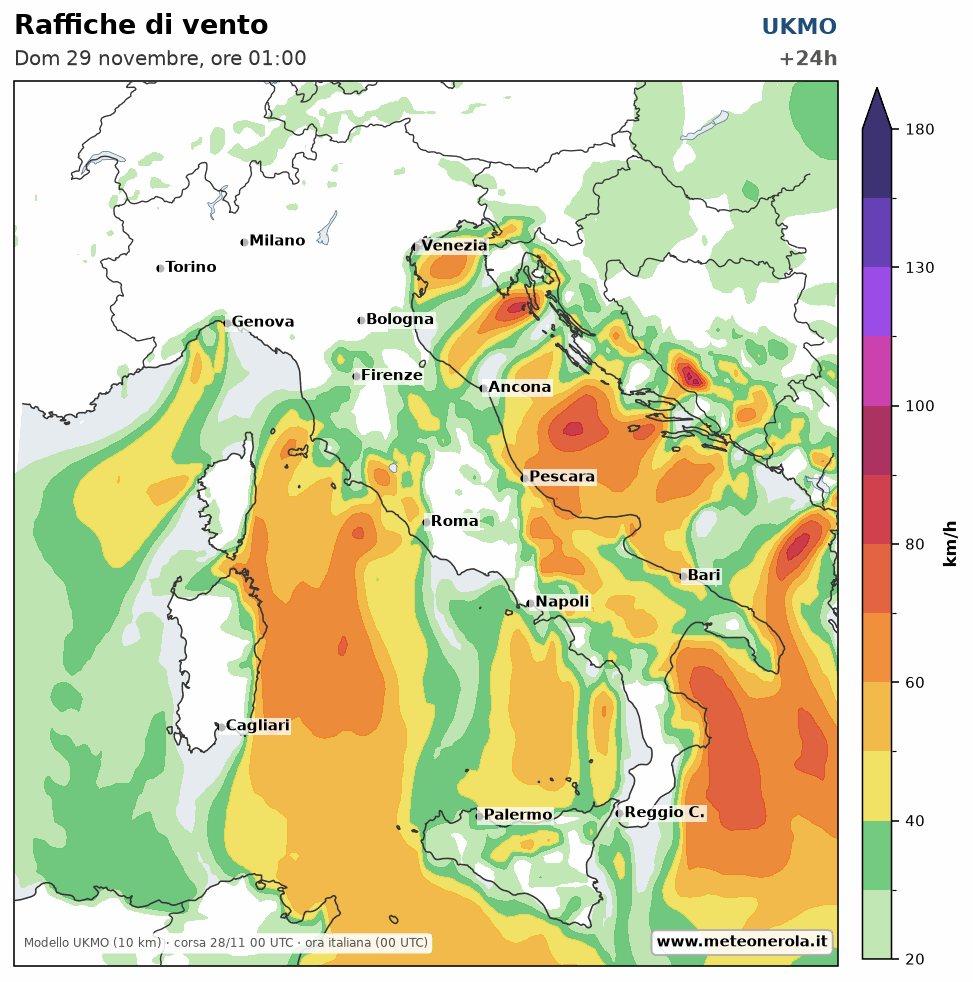 Raffiche di vento
UKMO
Dom 29 novembre, ore 01:00
+24h
180
130
100
80
60
40
20
km/h
Venezia
Milano
Torino
Genova
Bologna
Firenze
Ancona
Pescara
Roma
Bari
Napoli
Cagliari
Palermo
Reggio C.
Modello UKMO (10 km) · corsa 28/11 00 UTC · ora italiana (00 UTC)
www.meteonerola.it